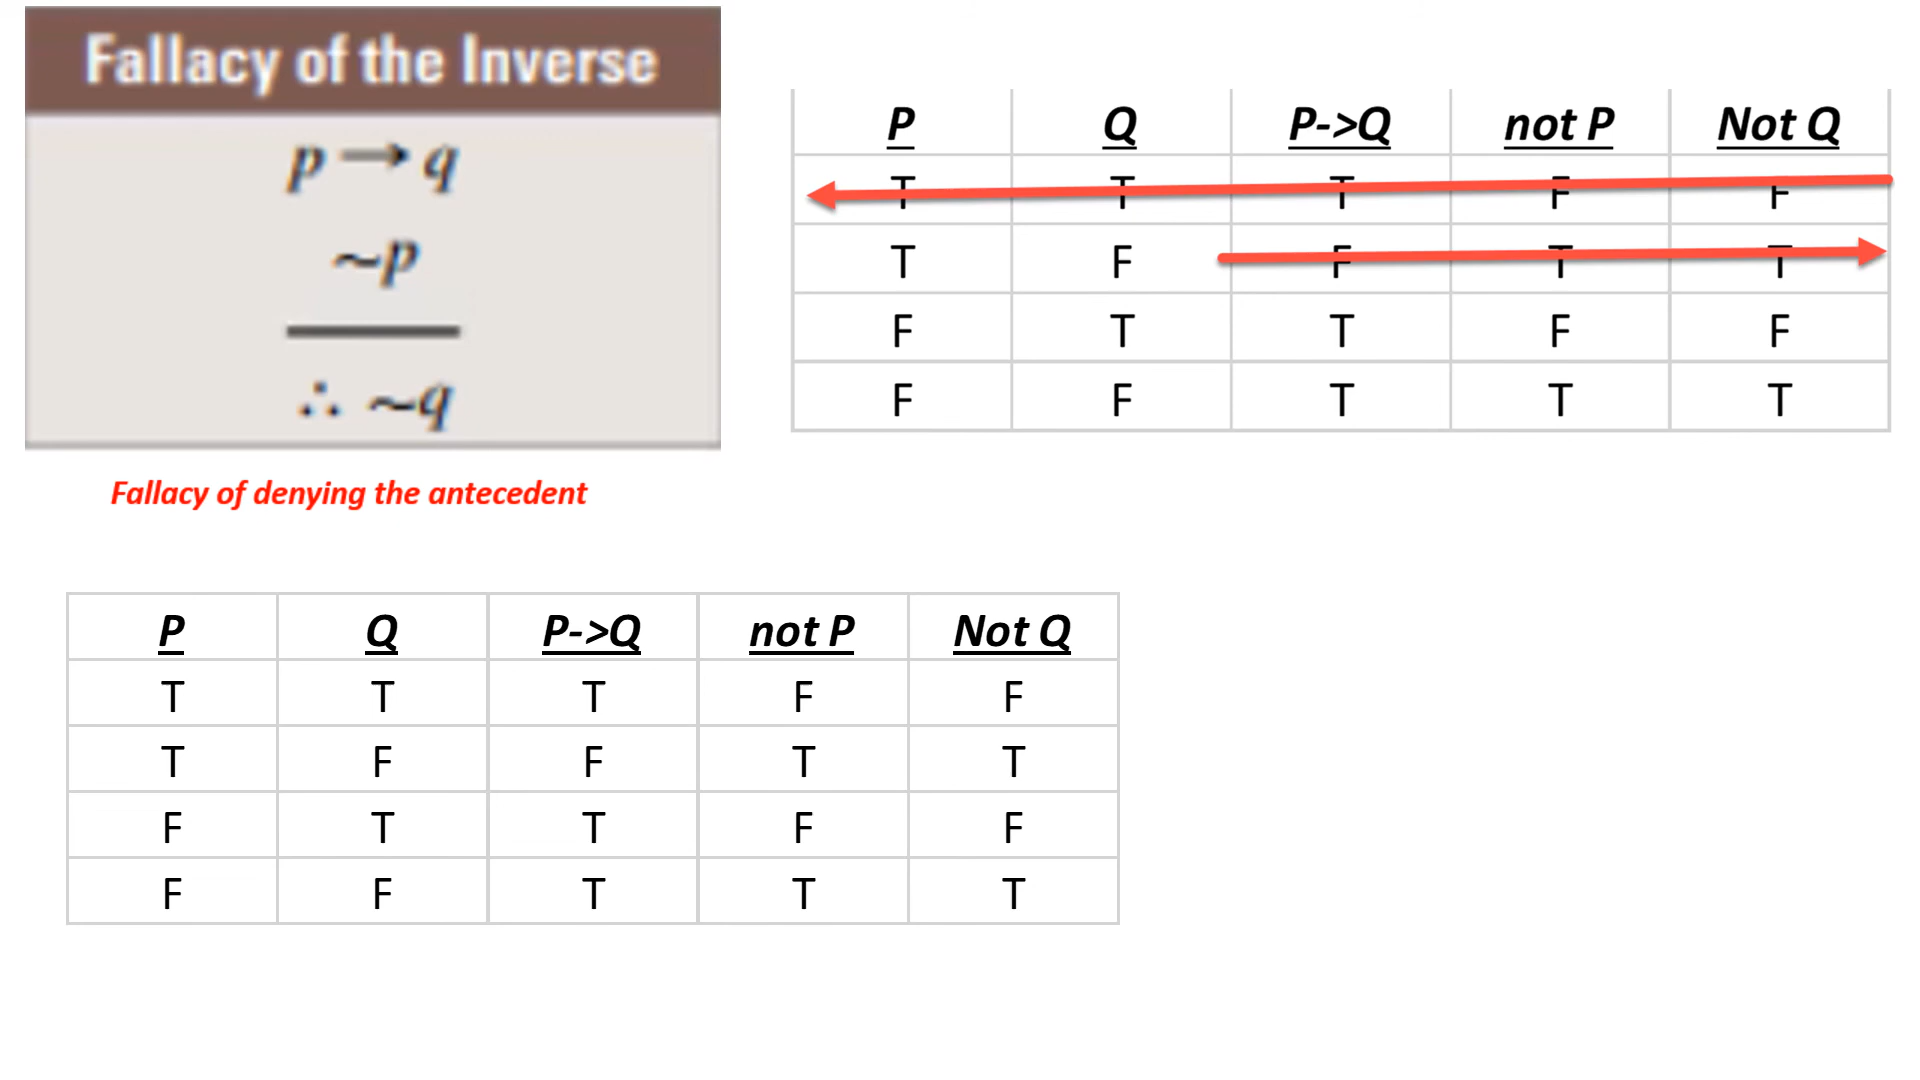 Fallacy of the Inverse
p → q
~p
∴ ~q
Fallacy of denying the antecedent
P Q P->Q not P Not Q
T T T F F
T F F T T
F T T F F
F F T T T
P Q P->Q not P Not Q
T T T F F
T F F T T
F T T F F
F F T T T